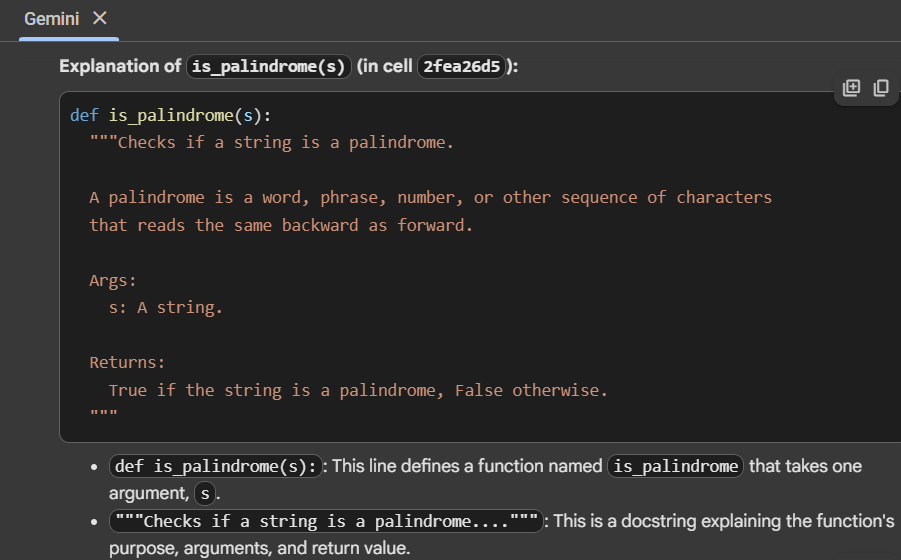 Gemini
Explanation of is_palindrome(s) (in cell 2fea26d5):
def is_palindrome(s):
"""Checks if a string is a palindrome.
A palindrome is a word, phrase, number, or other sequence of characters
that reads the same backward as forward.
Args:
s: A string.
Returns:
True if the string is a palindrome, False otherwise.
"""
def is_palindrome(s):: This line defines a function named is_palindrome that takes one
argument, s.
"""Checks if a string is a palindrome....""": This is a docstring explaining the function's
purpose, arguments, and return value.